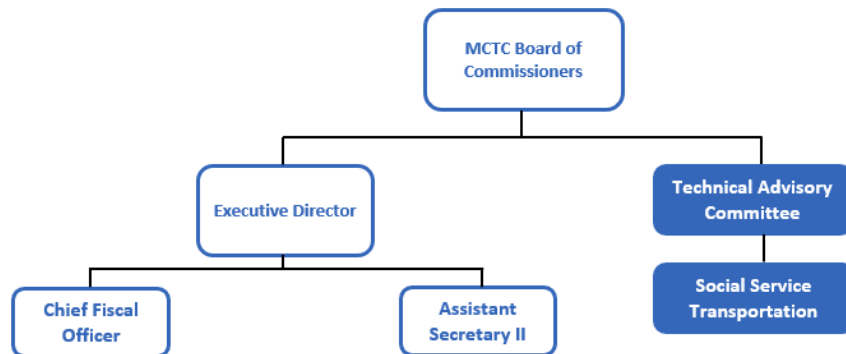 MCTC Board of
Commissioners
Executive Director
Technical Advisory
Committee
Chief Fiscal
Officer
Assistant
Secretary II
Social Service
Transportation